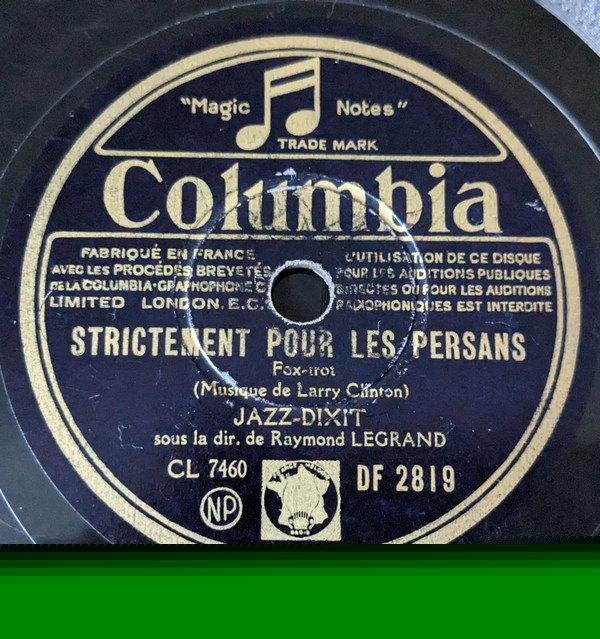 "Magic Notes"
TRADE MARK
Columbia
FABRIQUÉ EN FRANCE
AVEC LES PROCÉDÉS BREVETÉS
DE LA COLUMBIA-GRAPHOPHONE C
LIMITED LONDON. E.C.
L'UTILISATION DE CE DISQUE
POUR LES AUDITIONS PUBLIQUES
DIRECTES OU POUR LES AUDITIONS
RADIOPHONIQUES EST INTERDITE
STRICTEMENT POUR LES PERSANS
Fox-trot
(Musique de Larry Clinton)
JAZZ-DIXIT
sous la dir. de Raymond LEGRAND
CL 7460
DF 2819
NP